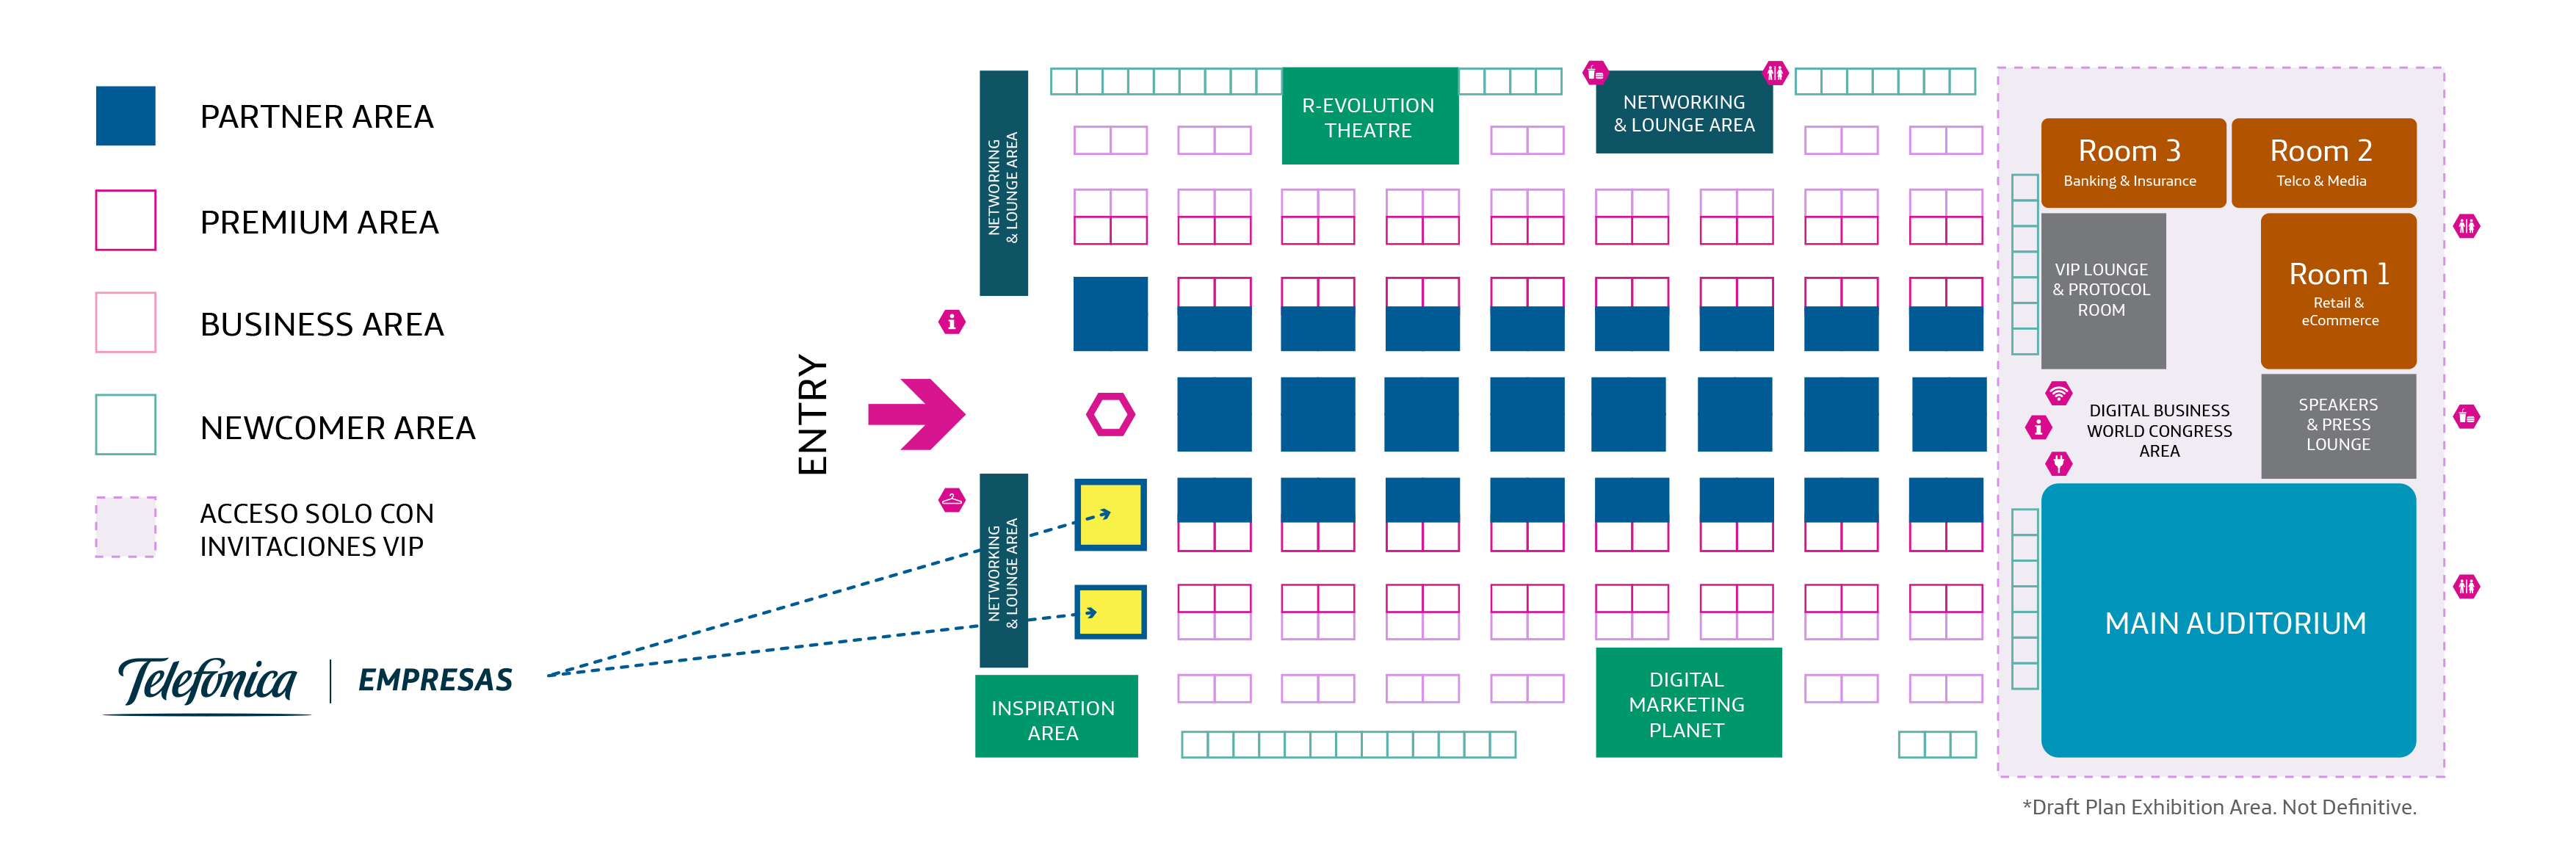 PARTNER AREA
PREMIUM AREA
BUSINESS AREA
NEWCOMER AREA
ACCESO SOLO CON
INVITACIONES VIP
Telefónica
EMPRESAS
ENTRY
NETWORKING
& LOUNGE AREA
NETWORKING
& LOUNGE AREA
INSPIRATION
AREA
R-EVOLUTION
THEATRE
NETWORKING
& LOUNGE AREA
DIGITAL
MARKETING
PLANET
Room 3
Banking & Insurance
Room 2
Telco & Media
VIP LOUNGE
& PROTOCOL
ROOM
Room 1
Retail &
eCommerce
DIGITAL BUSINESS
WORLD CONGRESS
AREA
SPEAKERS
& PRESS
LOUNGE
MAIN AUDITORIUM
*Draft Plan Exhibition Area. Not Definitive.